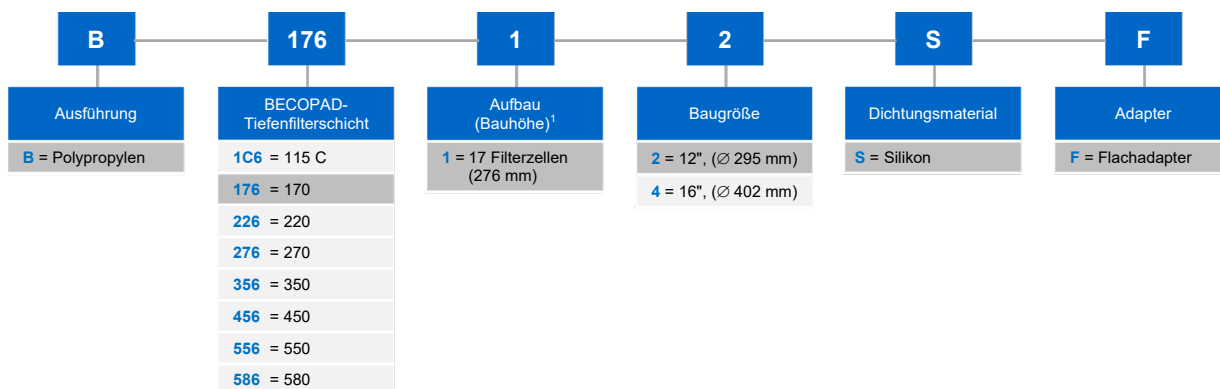 B 176 1 2 S F
Ausführung
B = Polypropylen
BECOPAD-
Tiefenfilterschicht
1C6 = 115 C
176 = 170
226 = 220
276 = 270
356 = 350
456 = 450
556 = 550
586 = 580
Aufbau
(Bauhöhe)¹
1 = 17 Filterzellen
(276 mm)
Baugröße
2 = 12", (∅ 295 mm)
4 = 16", (∅ 402 mm)
Dichtungsmaterial
S = Silikon
Adapter
F = Flachadapter